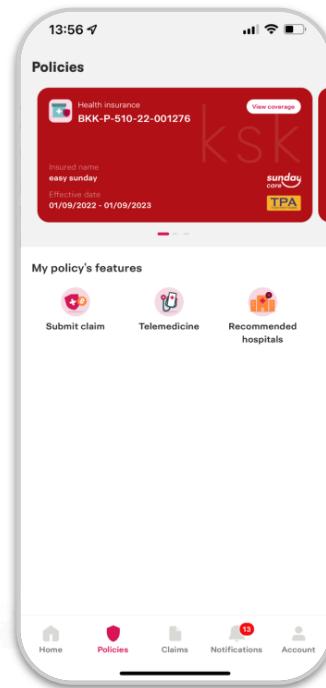 13:56
Policies
Health insurance
BKK-P-510-22-001276
View coverage
ksk
Insured name
easy sunday
Effective date
01/09/2022 - 01/09/2023
sunday
care
TPA
My policy's features
Submit claim
Telemedicine
Recommended
hospitals
13
Home
Policies
Claims
Notifications
Account